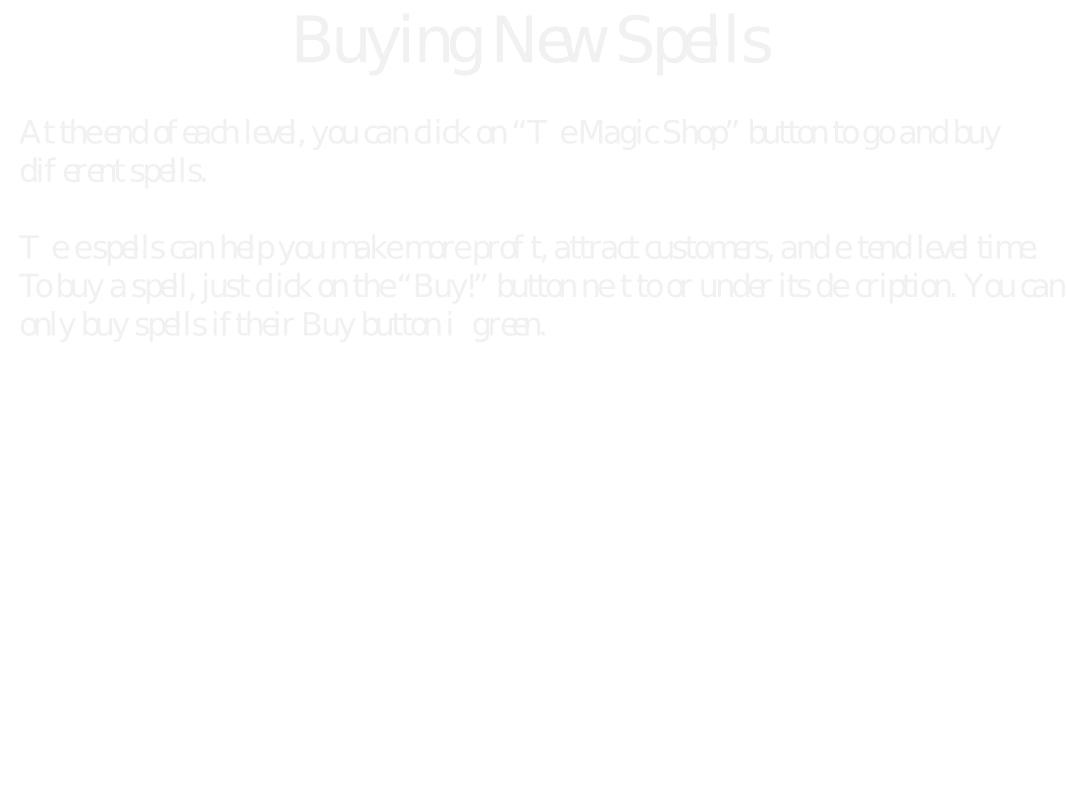 Buying New Spells
At the end of each level, you can click on “T e Magic Shop” button to go and buy
dif erent spells.
T e e spells can help you make more prof t, attract customers, and e tend level time.
To buy a spell, just click on the “Buy!” button ne t to or under its de cription. You can
only buy spells if their Buy button i green.